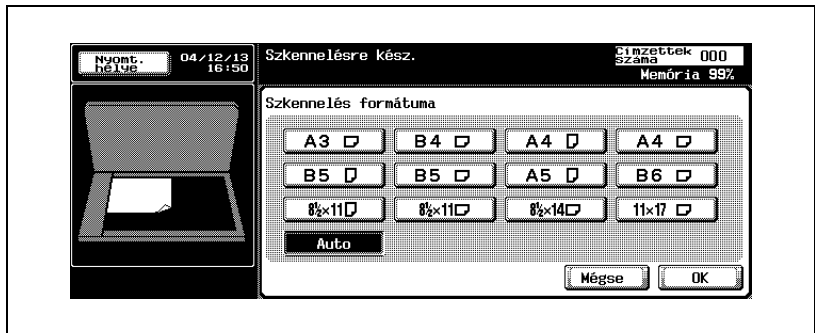 Nyomt. helye
04/12/13
16:50
Szkennelésre kész.
Címzettek száma 000
Memória 99%
Szkennelés formátuma
A3 B4 A4 A4
B5 B5 A5 B6
8½×11 8½×11 8½×14 11×17
Auto
Mégse OK